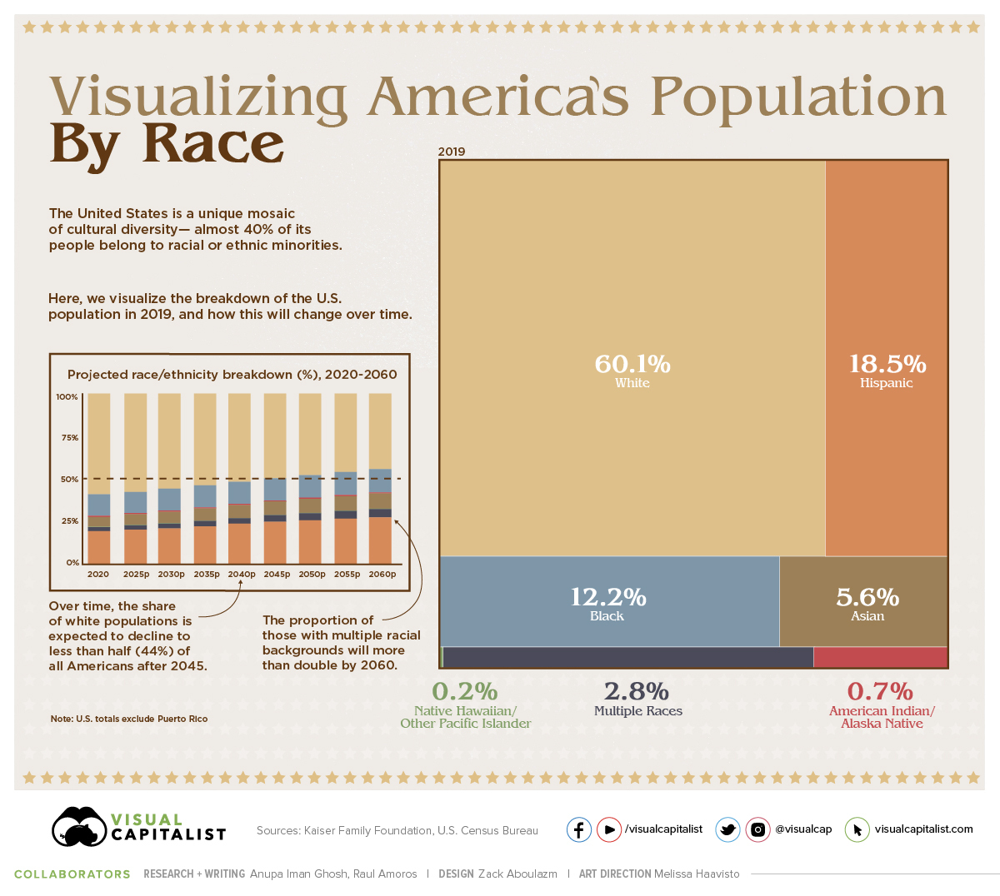 Visualizing America's Population
By Race
The United States is a unique mosaic
of cultural diversity— almost 40% of its
people belong to racial or ethnic minorities.
Here, we visualize the breakdown of the U.S.
population in 2019, and how this will change over time.
Projected race/ethnicity breakdown (%), 2020-2060
100%
75%
50%
25%
0%
2020 2025p 2030p 2035p 2040p 2045p 2050p 2055p 2060p
Over time, the share
of white populations is
expected to decline to
less than half (44%) of
all Americans after 2045.
The proportion of
those with multiple racial
backgrounds will more
than double by 2060.
Note: U.S. totals exclude Puerto Rico
2019
60.1%
White
18.5%
Hispanic
12.2%
Black
5.6%
Asian
0.2%
Native Hawaiian/
Other Pacific Islander
2.8%
Multiple Races
0.7%
American Indian/
Alaska Native
VISUAL
CAPITALIST
Sources: Kaiser Family Foundation, U.S. Census Bureau
/visualcapitalist
@visualcap
visualcapitalist.com
COLLABORATORS RESEARCH + WRITING Anupa Iman Ghosh, Raul Amoros | DESIGN Zack Aboulazm | ART DIRECTION Melissa Haavisto